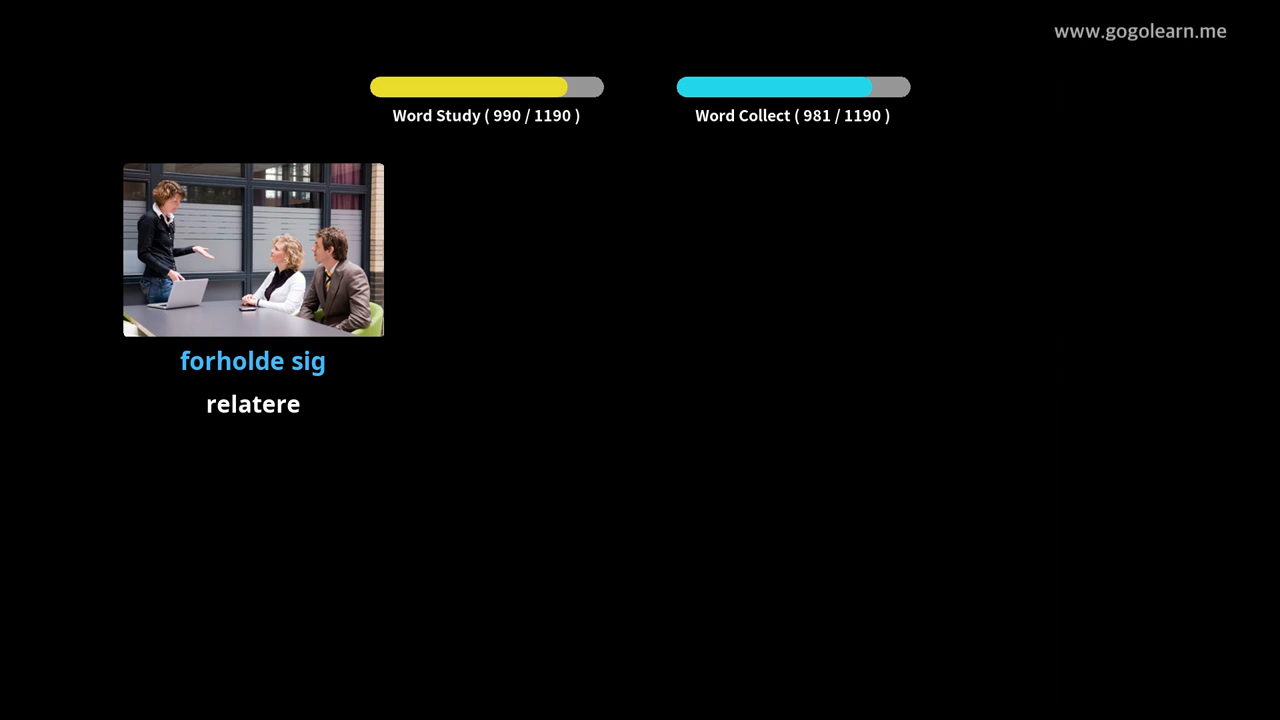 www.gogolearn.me
Word Study ( 990 / 1190 )
Word Collect ( 981 / 1190 )
forholde sig
relatere